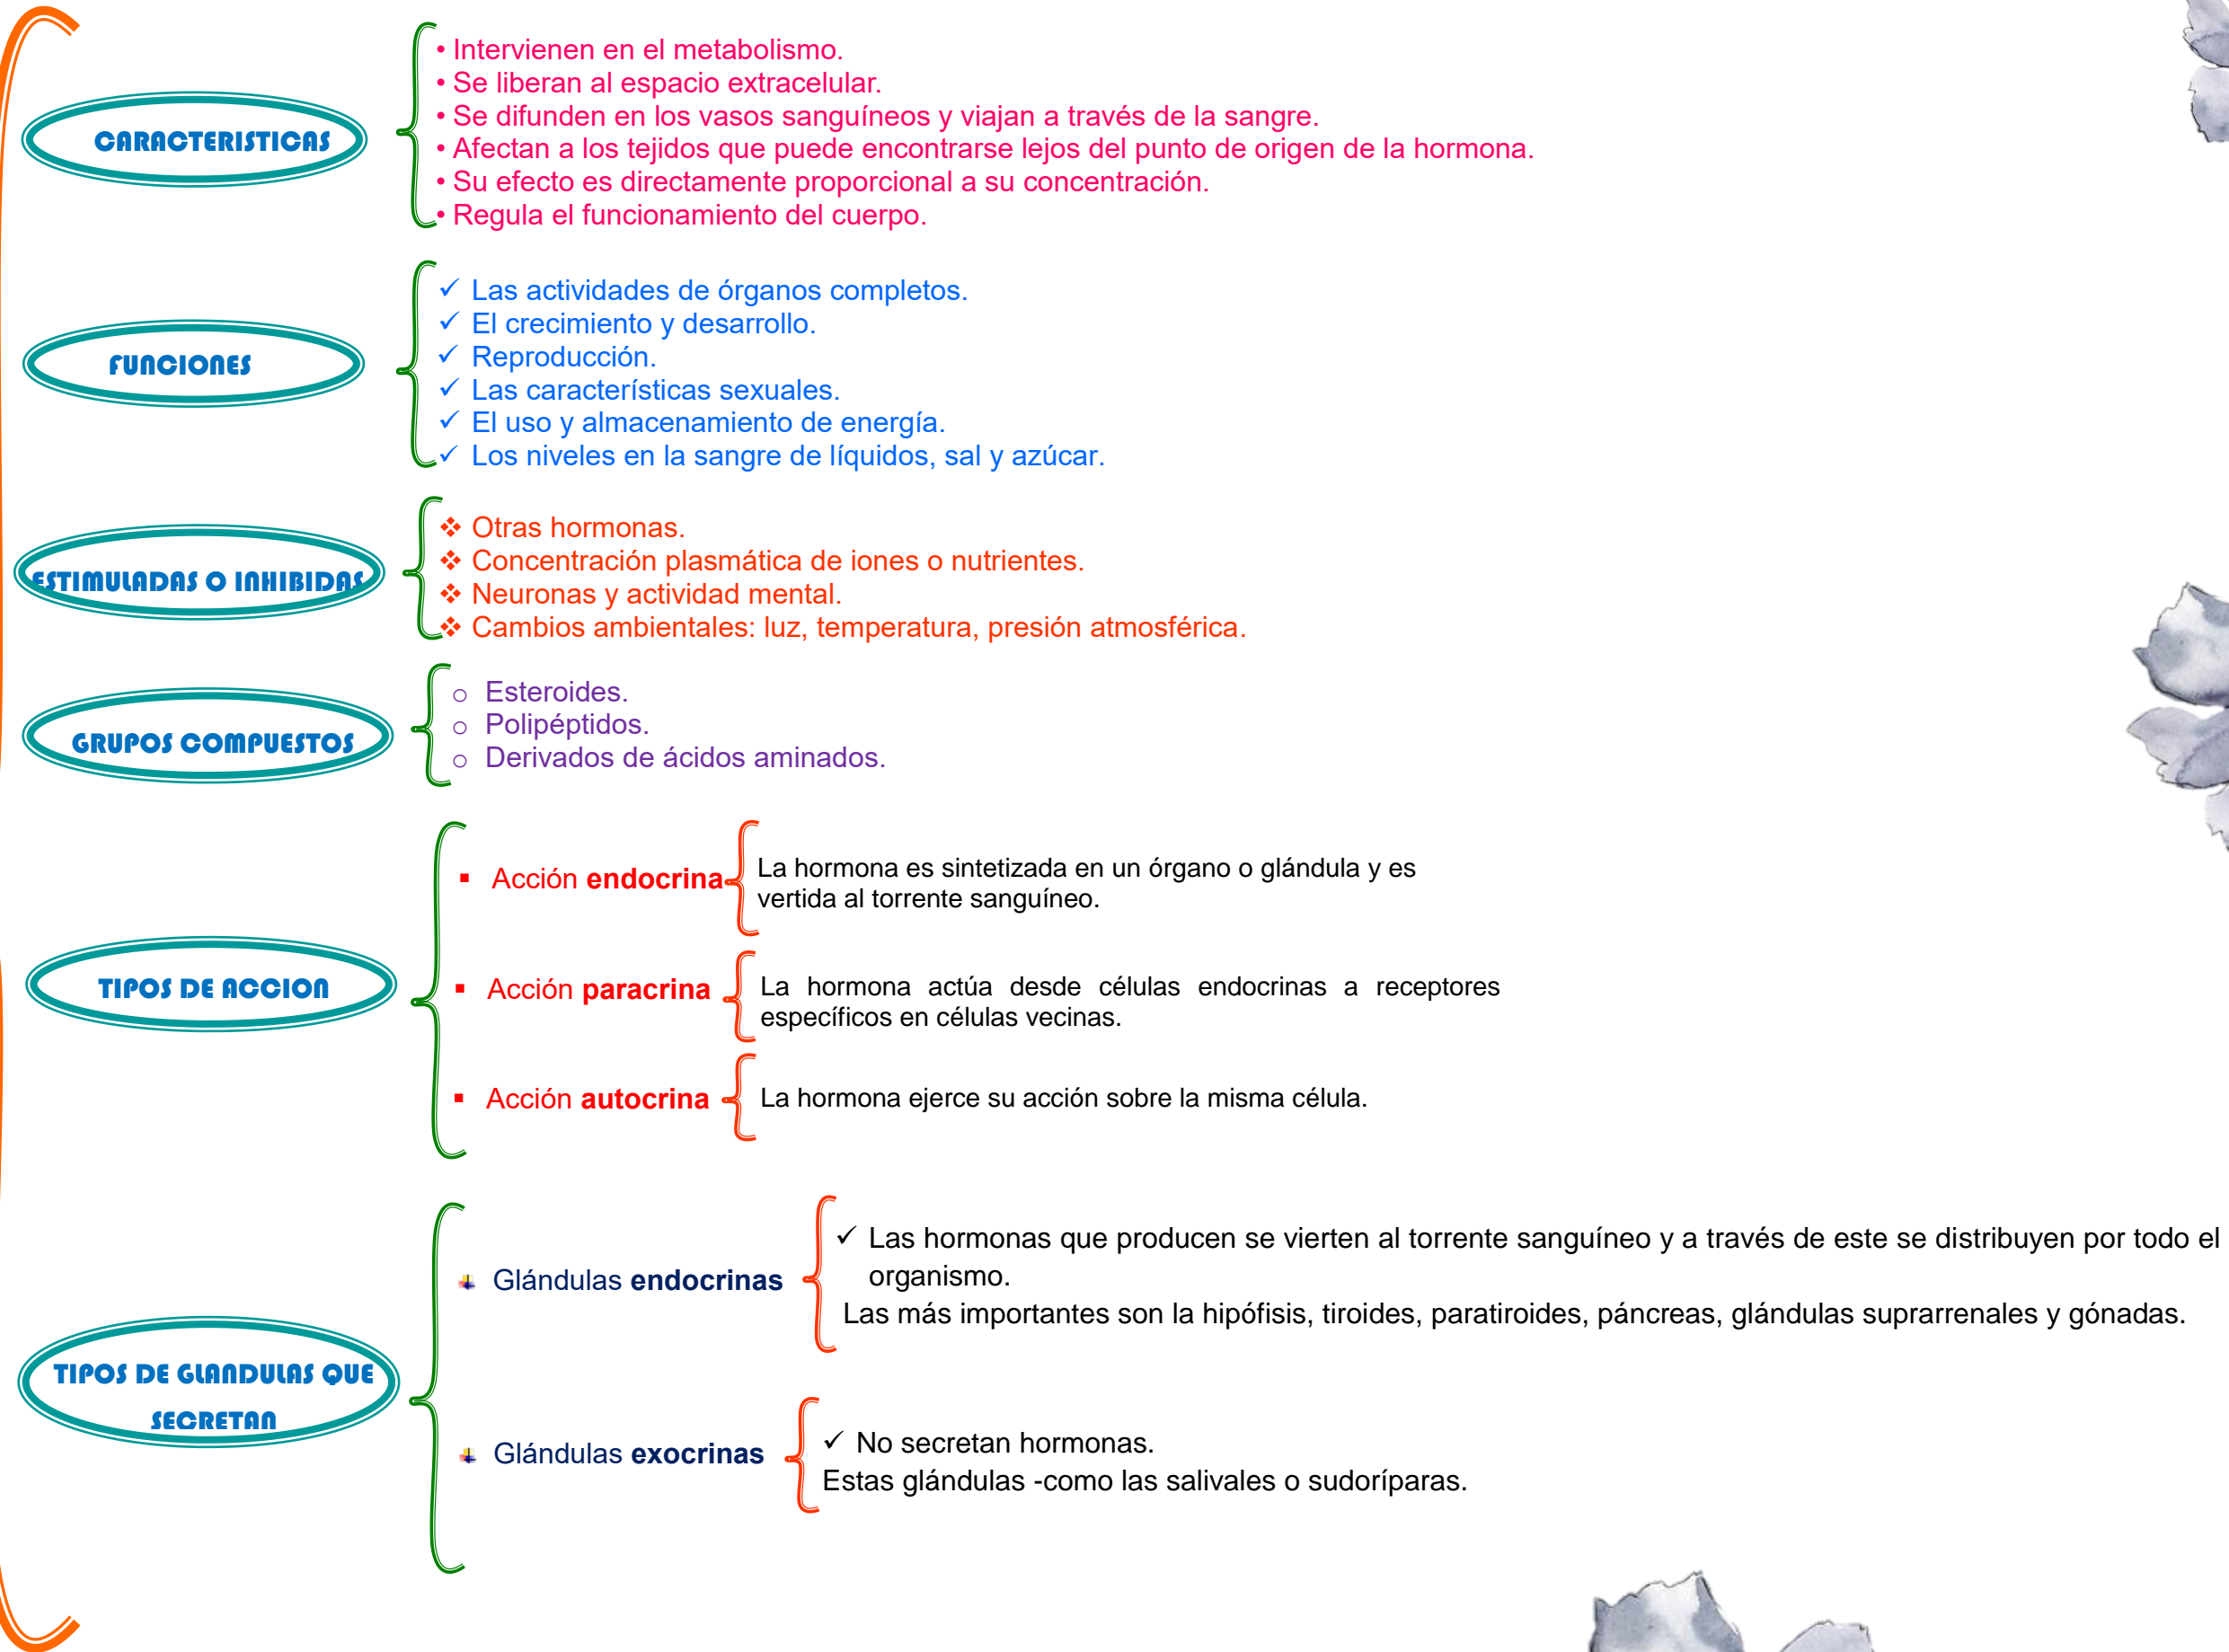 CARACTERISTICAS
• Intervienen en el metabolismo.
• Se liberan al espacio extracelular.
• Se difunden en los vasos sanguíneos y viajan a través de la sangre.
• Afectan a los tejidos que puede encontrarse lejos del punto de origen de la hormona.
• Su efecto es directamente proporcional a su concentración.
• Regula el funcionamiento del cuerpo.
FUNCIONES
✓ Las actividades de órganos completos.
✓ El crecimiento y desarrollo.
✓ Reproducción.
✓ Las características sexuales.
✓ El uso y almacenamiento de energía.
✓ Los niveles en la sangre de líquidos, sal y azúcar.
ESTIMULADAS O INHIBIDAS
❖ Otras hormonas.
❖ Concentración plasmática de iones o nutrientes.
❖ Neuronas y actividad mental.
❖ Cambios ambientales: luz, temperatura, presión atmosférica.
GRUPOS COMPUESTOS
o Esteroides.
o Polipéptidos.
o Derivados de ácidos aminados.
TIPOS DE ACCION
▪ Acción endocrina
La hormona es sintetizada en un órgano o glándula y es
vertida al torrente sanguíneo.
▪ Acción paracrina
La hormona actúa desde células endocrinas a receptores
específicos en células vecinas.
▪ Acción autocrina
La hormona ejerce su acción sobre la misma célula.
TIPOS DE GLANDULAS QUE
SECRETAN
Glándulas endocrinas
✓ Las hormonas que producen se vierten al torrente sanguíneo y a través de este se distribuyen por todo el
organismo.
Las más importantes son la hipófisis, tiroides, paratiroides, páncreas, glándulas suprarrenales y gónadas.
Glándulas exocrinas
✓ No secretan hormonas.
Estas glándulas -como las salivales o sudoríparas.